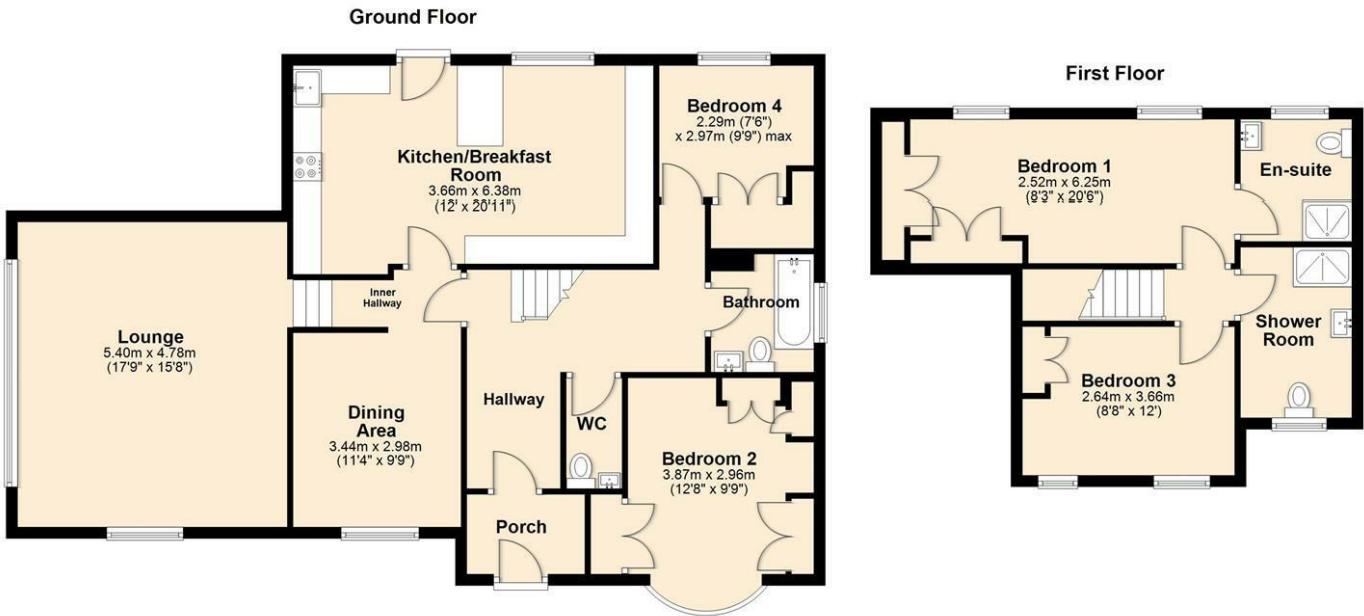 Ground Floor
Kitchen/Breakfast
Room
3.66m x 6.38m
(12' x 20'11")
Bedroom 4
2.29m (7'6")
x 2.97m (9'9") max
Inner
Hallway
Lounge
5.40m x 4.78m
(17'9" x 15'8")
Bathroom
Dining
Area
3.44m x 2.98m
(11'4" x 9'9")
Hallway
WC
Bedroom 2
3.87m x 2.96m
(12'8" x 9'9")
Porch
First Floor
Bedroom 1
2.52m x 6.25m
(8'3" x 20'6")
En-suite
Shower
Room
Bedroom 3
2.64m x 3.66m
(8'8" x 12')